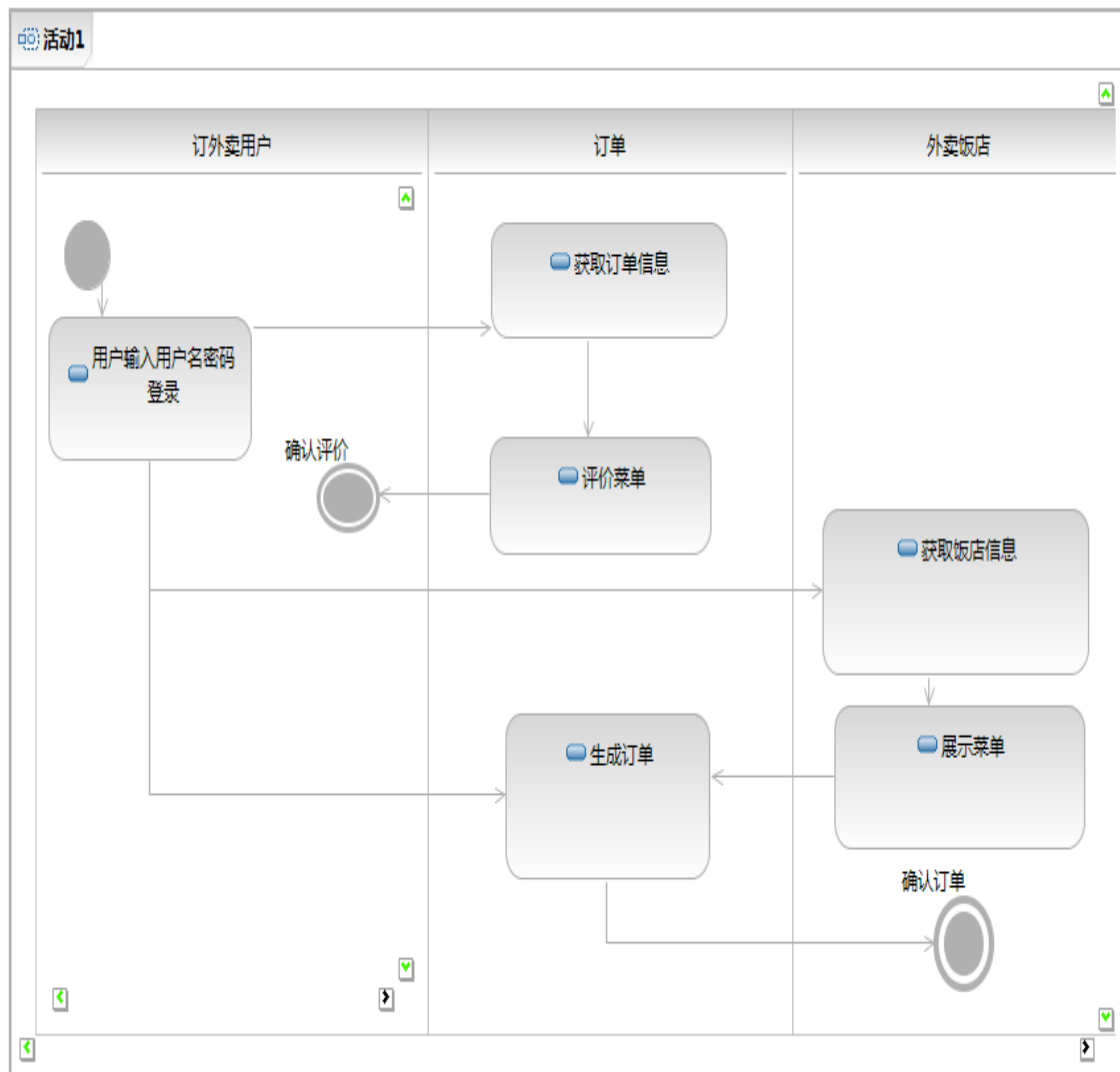 活动1
订外卖用户
订单
外卖饭店
获取订单信息
用户输入用户名密码
登录
确认评价
评价菜单
获取饭店信息
生成订单
展示菜单
确认订单